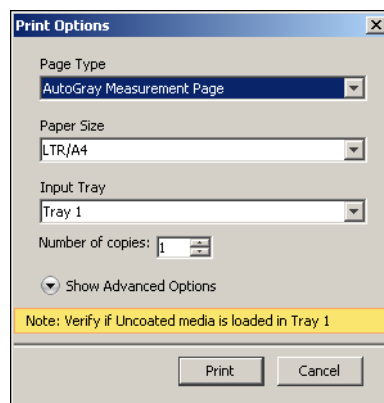 Print Options
Page Type
AutoGray Measurement Page
Paper Size
LTR/A4
Input Tray
Tray 1
Number of copies: 1
Show Advanced Options
Note: Verify if Uncoated media is loaded in Tray 1
Print Cancel